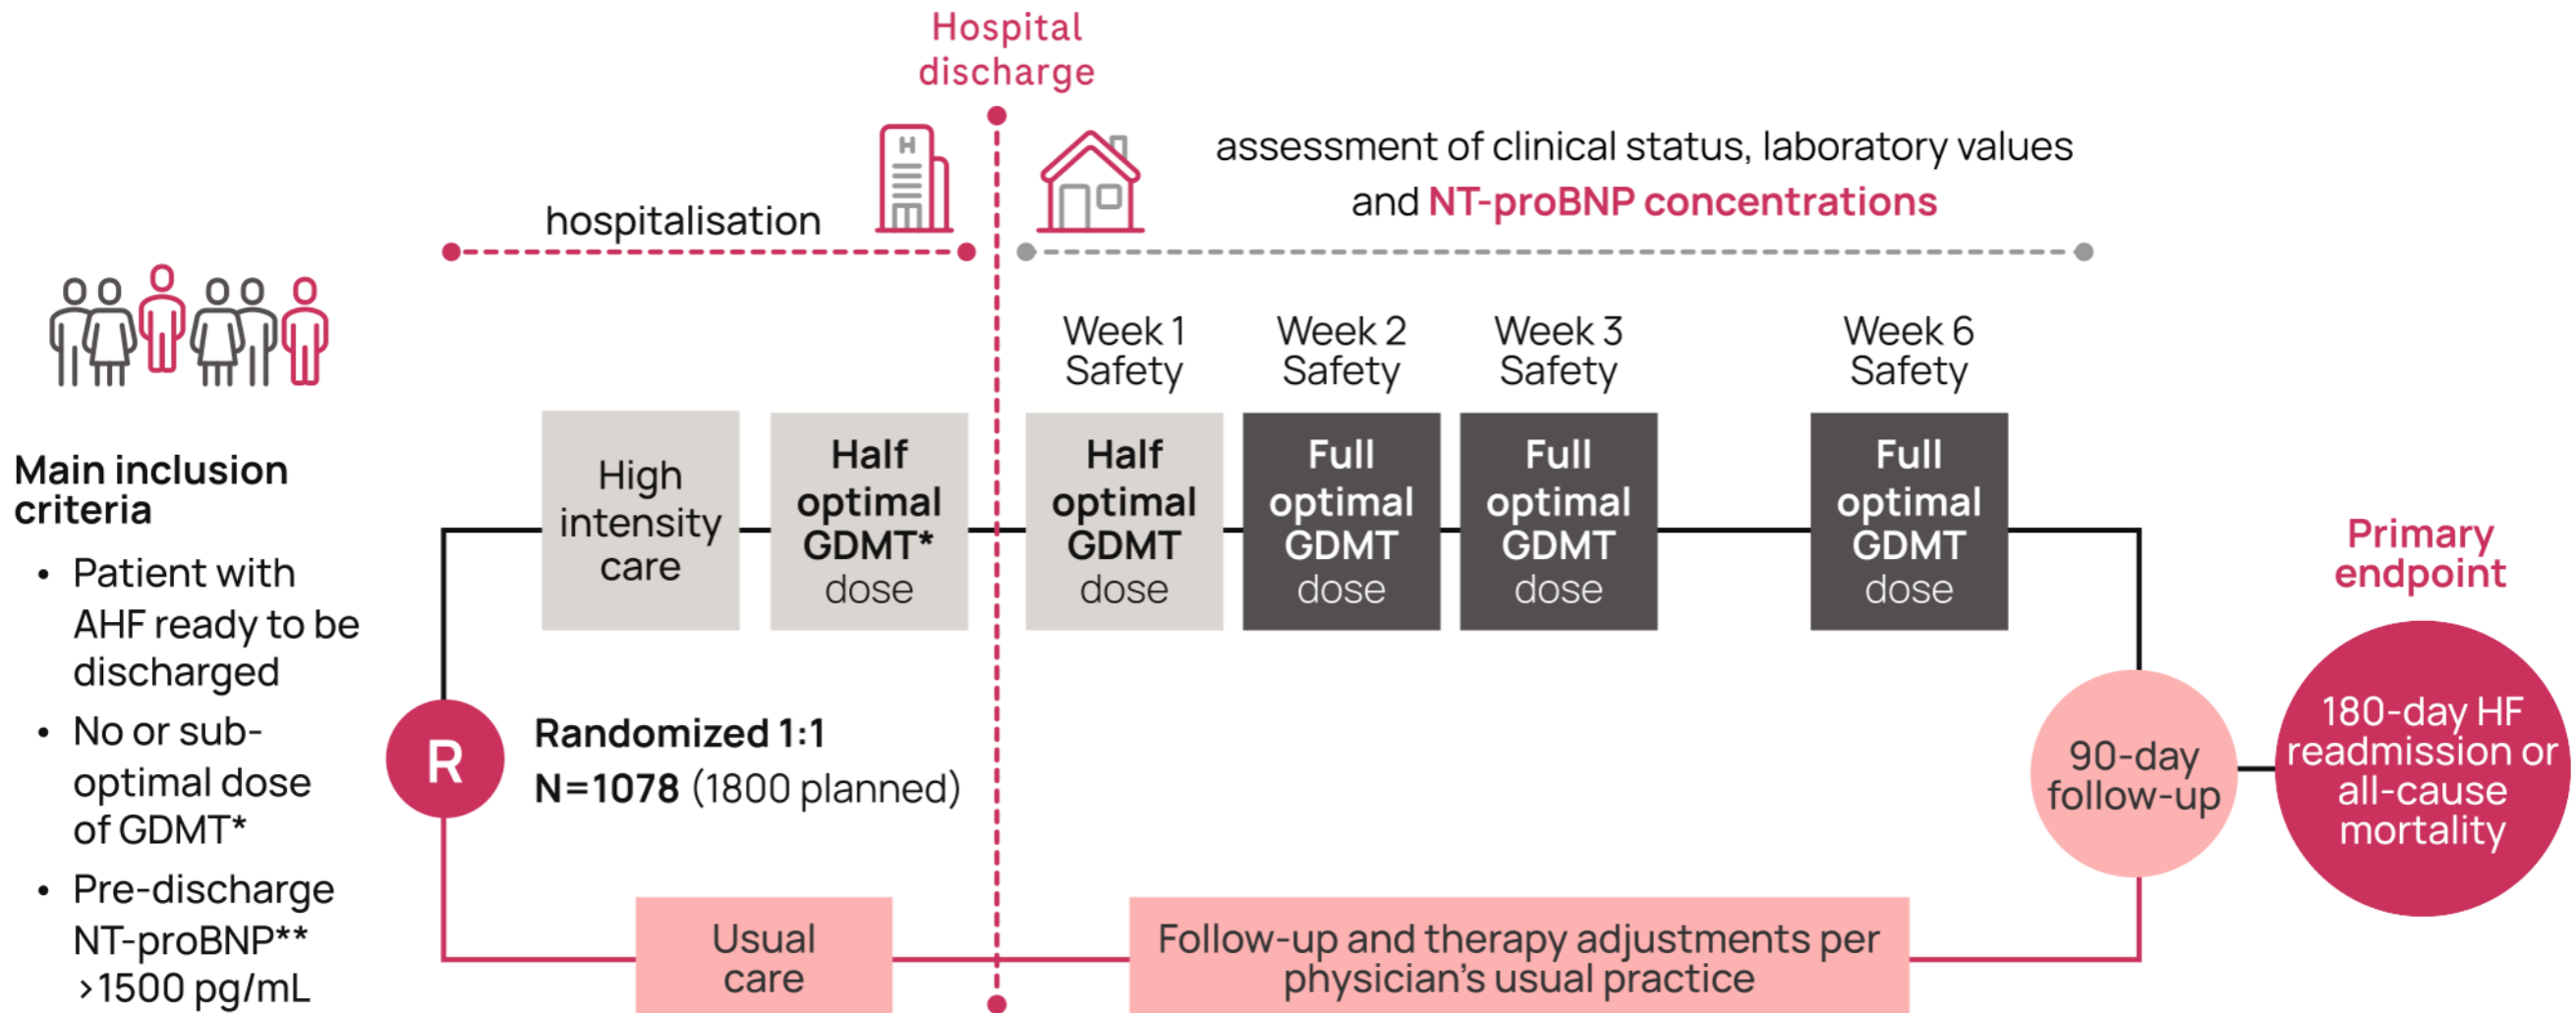 Hospital
discharge
H
hospitalisation
assessment of clinical status, laboratory values
and NT-proBNP concentrations
Main inclusion
criteria
• Patient with
AHF ready to be
discharged
• No or sub-
optimal dose
of GDMT*
• Pre-discharge
NT-proBNP**
>1500 pg/mL
R
Randomized 1:1
N=1078 (1800 planned)
High
intensity
care
Half
optimal
GDMT*
dose
Week 1
Safety
Half
optimal
GDMT
dose
Week 2
Safety
Full
optimal
GDMT
dose
Week 3
Safety
Full
optimal
GDMT
dose
Week 6
Safety
Full
optimal
GDMT
dose
Usual
care
Follow-up and therapy adjustments per
physician's usual practice
90-day
follow-up
Primary
endpoint
180-day HF
readmission or
all-cause
mortality